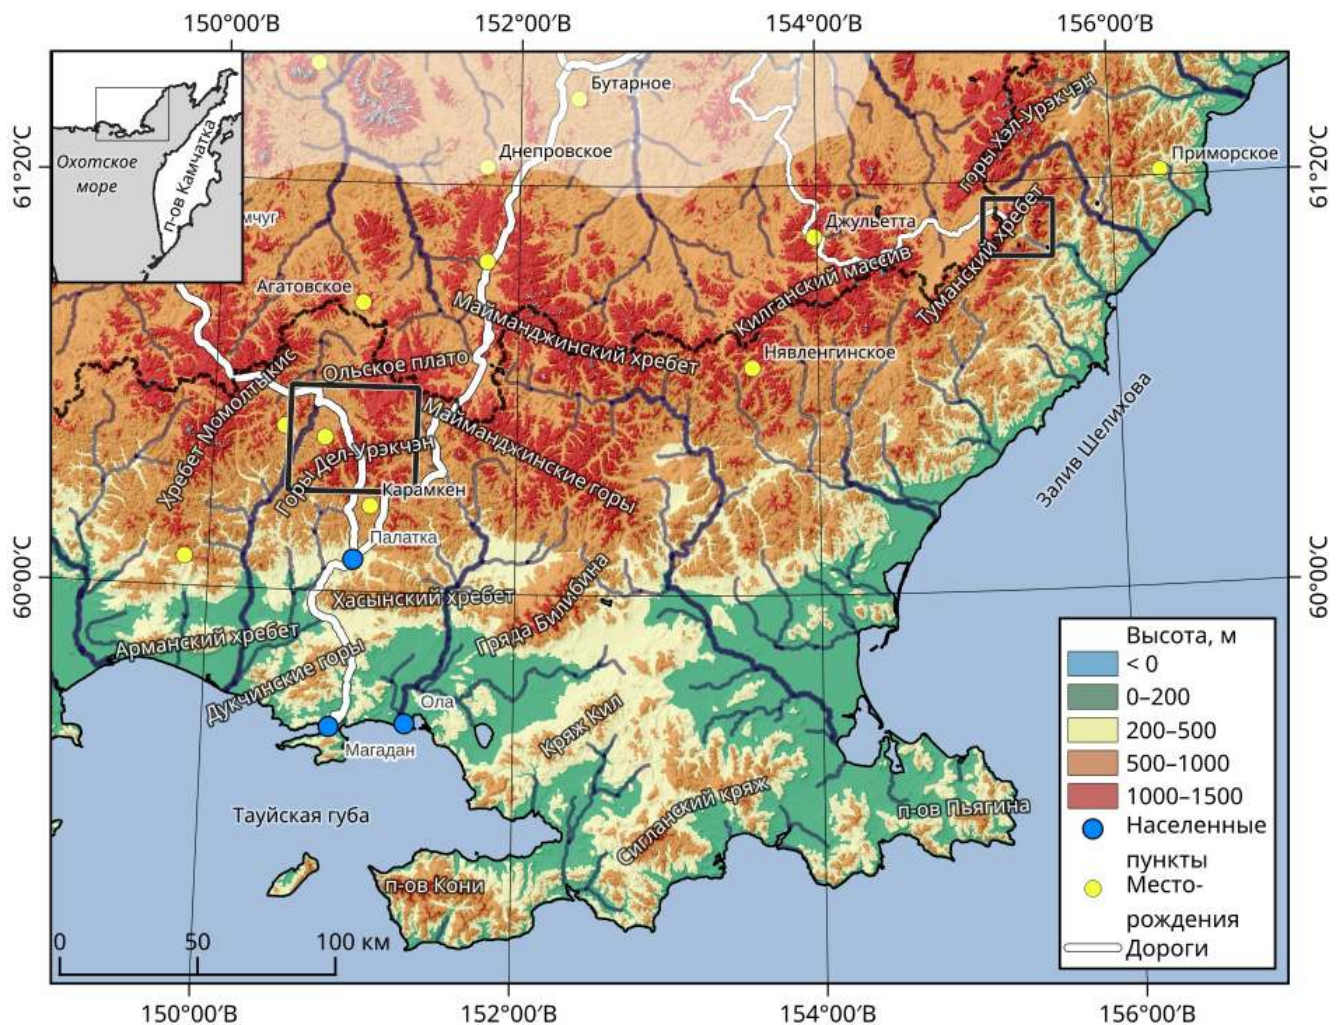 150°00′В
152°00′В
154°00′В
156°00′В
61°20′С
60°00′С
61°20′С
60°00′С
Охотское
море
п-ов Камчатка
Бутарное
Днепровское
горы Хэл-Урэкчэн
Приморское
мчуг
Джульетта
Агатовское
Килганский массив
Туманский хребет
Майманджинский хребет
Нявленгинское
Ольское плато
Хребет Момолтыкис
Майманджинские горы
Горы Дел-Урэкчэн
Карамкен
Залив Шелихова
Палатка
Хасынский хребет
Гряда Билибина
Арманский хребет
Дукчинские горы
Ола
Магадан
Кряж Кил
Тауйская губа
Сигланский кряж
п-ов Пьягина
п-ов Кони
0
50
100 км
Высота, м
< 0
0–200
200–500
500–1000
1000–1500
Населенные
пункты
Место-
рождения
Дороги
150°00′В
152°00′В
154°00′В
156°00′В